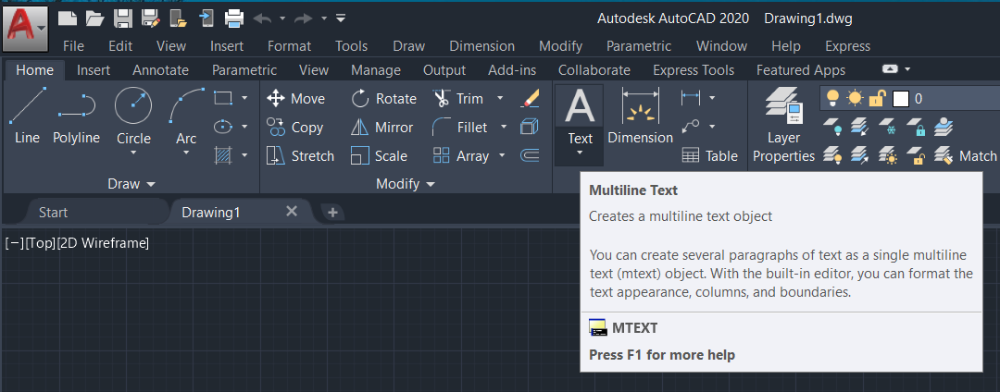 Autodesk AutoCAD 2020 Drawing1.dwg
File Edit View Insert Format Tools Draw Dimension Modify Parametric Window Help Express
Home Insert Annotate Parametric View Manage Output Add-ins Collaborate Express Tools Featured Apps
Line Polyline Circle Arc
Move Rotate Trim
Copy Mirror Fillet
Stretch Scale Array
Text Dimension
Table
Layer
Properties
0
Match
Draw Modify
Start Drawing1
[−][Top][2D Wireframe]
Multiline Text
Creates a multiline text object
You can create several paragraphs of text as a single multiline
text (mtext) object. With the built-in editor, you can format the
text appearance, columns, and boundaries.
MTEXT
Press F1 for more help